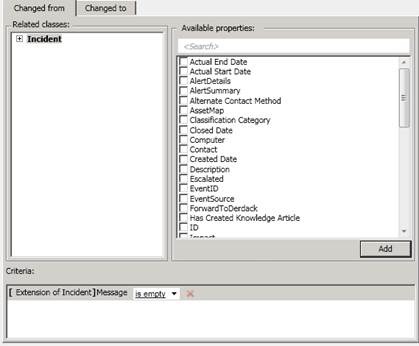 Changed from
Changed to
Related classes:
Incident
Available properties:
<Search>
Actual End Date
Actual Start Date
AlertDetails
AlertSummary
Alternate Contact Method
AssetMap
Classification Category
Closed Date
Computer
Contact
Created Date
Description
Escalated
EventID
EventSource
ForwardToDerdack
Has Created Knowledge Article
ID
Impact
Add
Criteria:
[ Extension of Incident]Message is empty